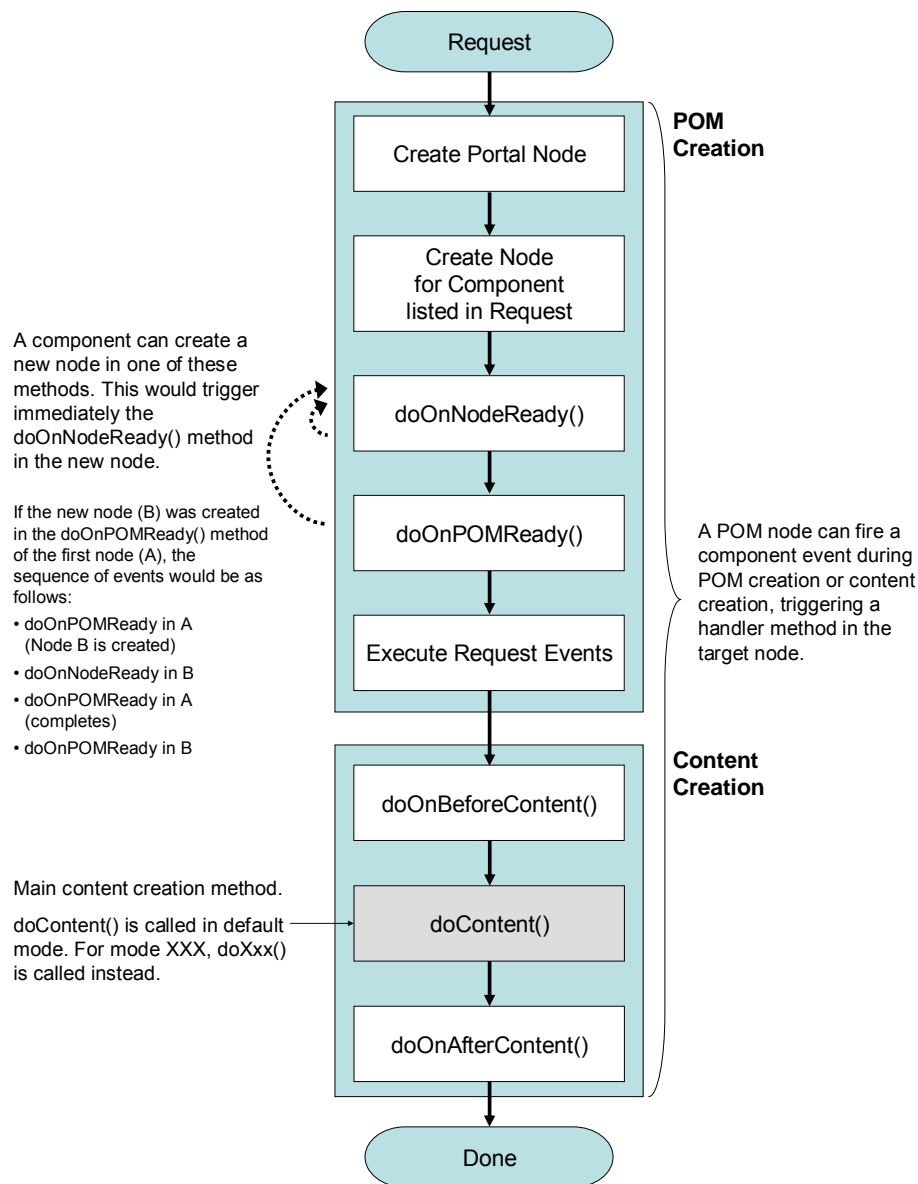 Request
POM
Creation
Create Portal Node
Create Node
for Component
listed in Request
A component can create a
new node in one of these
methods. This would trigger
immediately the
doOnNodeReady() method
in the new node.
doOnNodeReady()
If the new node (B) was created
in the doOnPOMReady() method
of the first node (A), the
sequence of events would be as
follows:
• doOnPOMReady in A
(Node B is created)
• doOnNodeReady in B
• doOnPOMReady in A
(completes)
• doOnPOMReady in B
doOnPOMReady()
A POM node can fire a
component event during
POM creation or content
creation, triggering a
handler method in the
target node.
Execute Request Events
Content
Creation
doOnBeforeContent()
Main content creation method.
doContent() is called in default
mode. For mode XXX, doXxx()
is called instead.
doContent()
doOnAfterContent()
Done